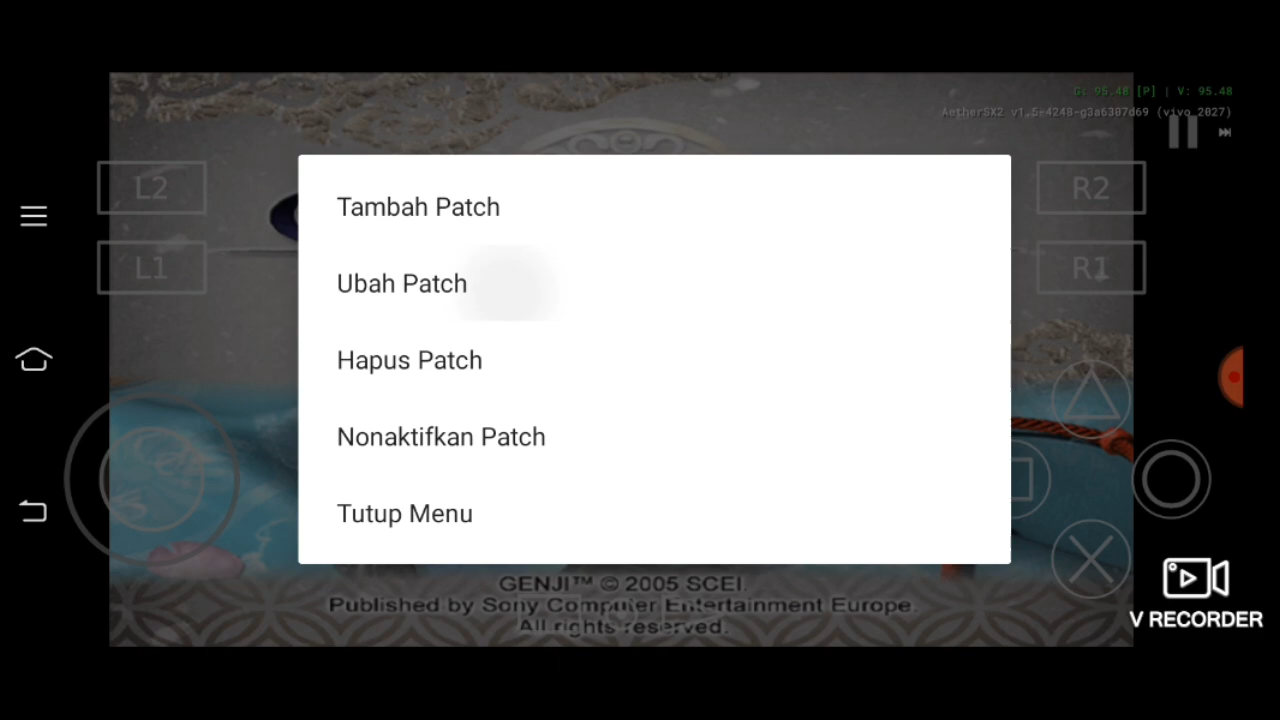 G: 95.48 [P] | V: 95.48
AetherSX2 v1.5-4248-g3a6307d69 (vivo 2027)
L2
R2
L1
R1
Tambah Patch
Ubah Patch
Hapus Patch
Nonaktifkan Patch
Tutup Menu
GENJI™ © 2005 SCEI.
Published by Sony Computer Entertainment Europe.
All rights reserved.
V RECORDER